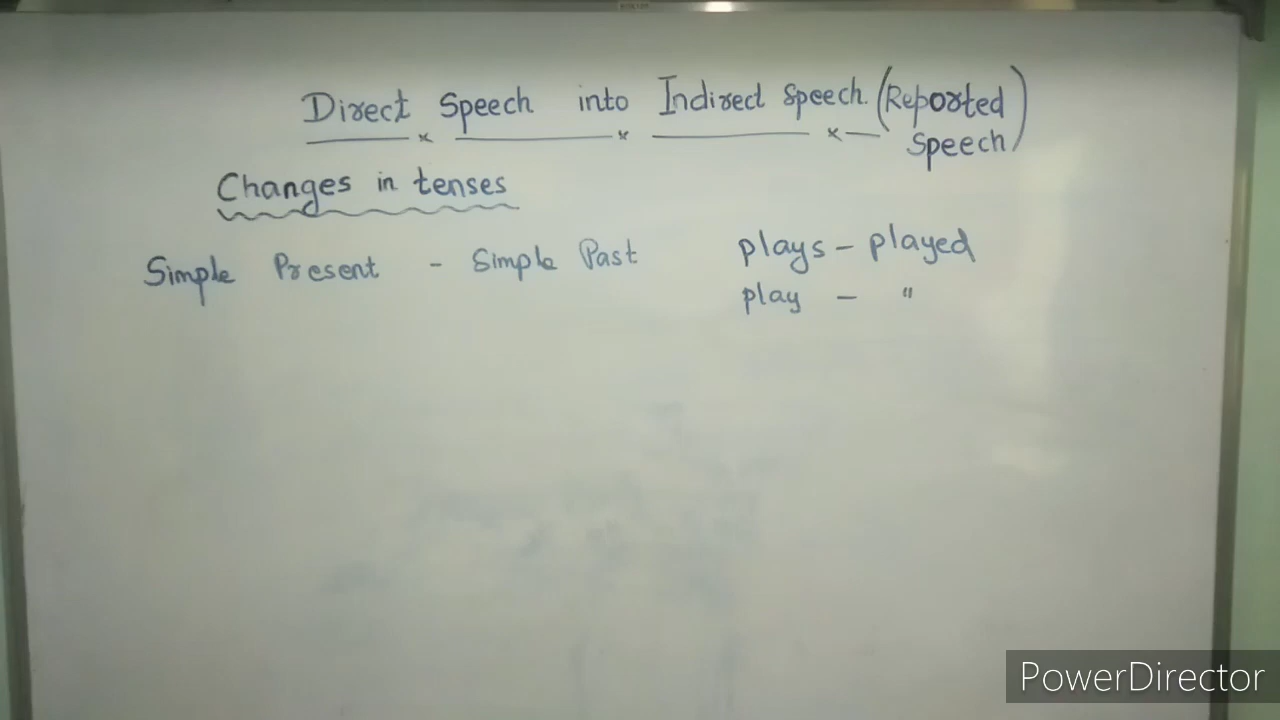 Direct Speech into Indirect Speech. (Reported
Speech)
Changes in tenses
Simple Present - Simple Past plays - played
play - "
PowerDirector